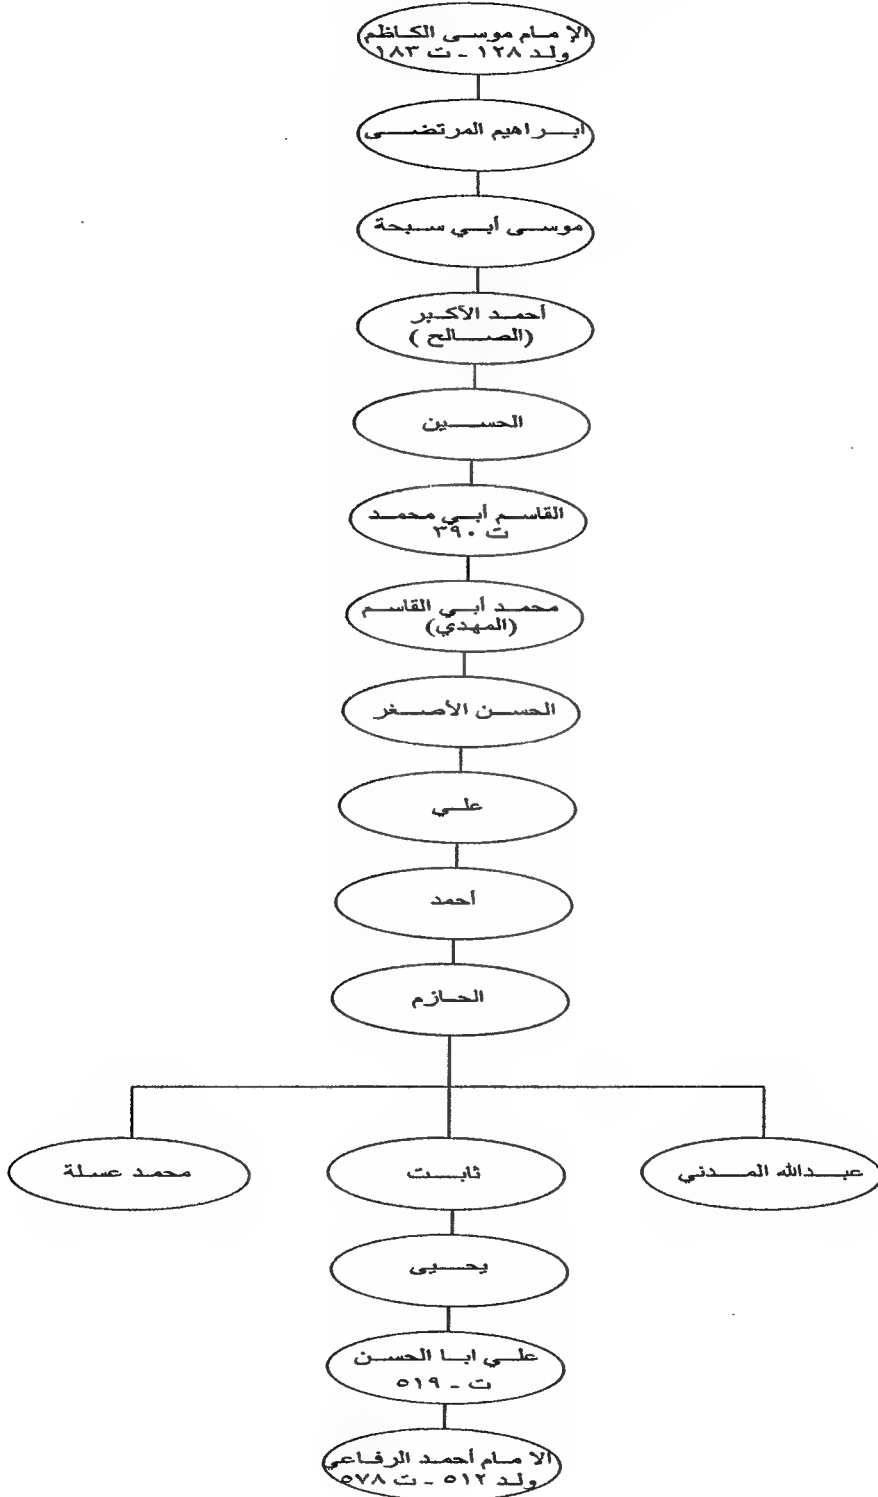 الإمام موسى الكاظم
ولد ١٢٨ - ت ١٨٣
ابراهيم المرتضى
موسى أبي سبحة
أحمد الأكبر
(الصالح)
الحسين
القاسم أبي محمد
ت ٣٩٠
محمد أبي القاسم
(المهدي)
الحسن الأصغر
علي
أحمد
الحازم
عبدالله المدني
ثابت
محمد عسلة
يحيى
علي ابا الحسن
ت - ٥١٩
الامام أحمد الرفاعي
ولد ٥١٢ - ت ٥٧٨